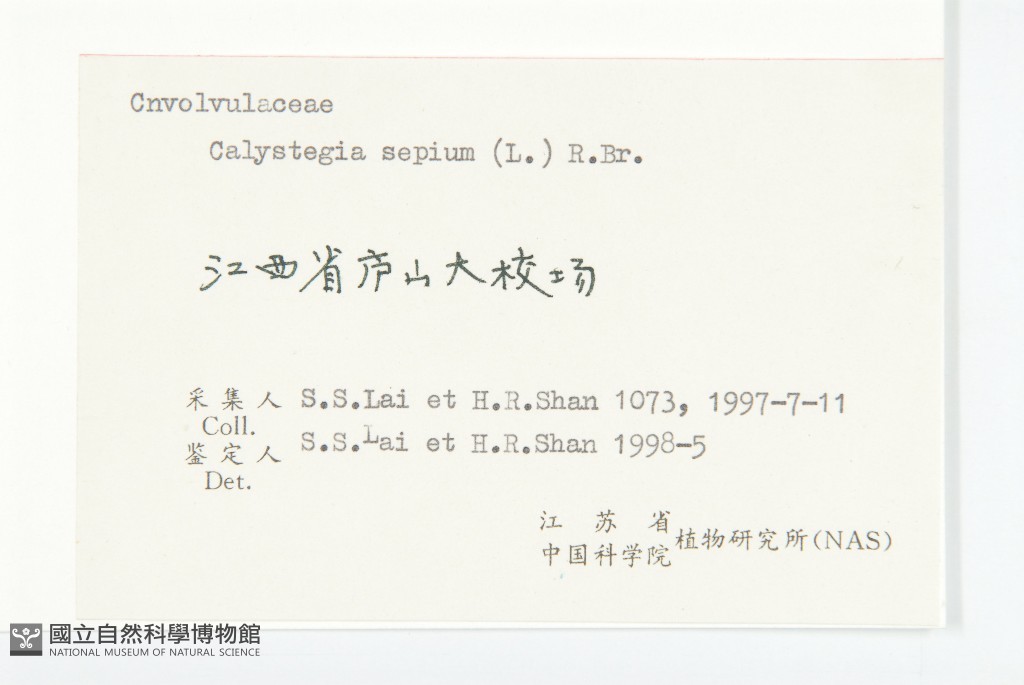 Cnvolvulaceae
Calystegia sepium (L.) R.Br.
江西省庐山大校场
采集人 S.S.Lai et H.R.Shan 1073, 1997-7-11
Coll.
鉴定人 S.S.Lai et H.R.Shan 1998-5
Det.
江苏省
中国科学院 植物研究所(NAS)
國立自然科學博物館
NATIONAL MUSEUM OF NATURAL SCIENCE